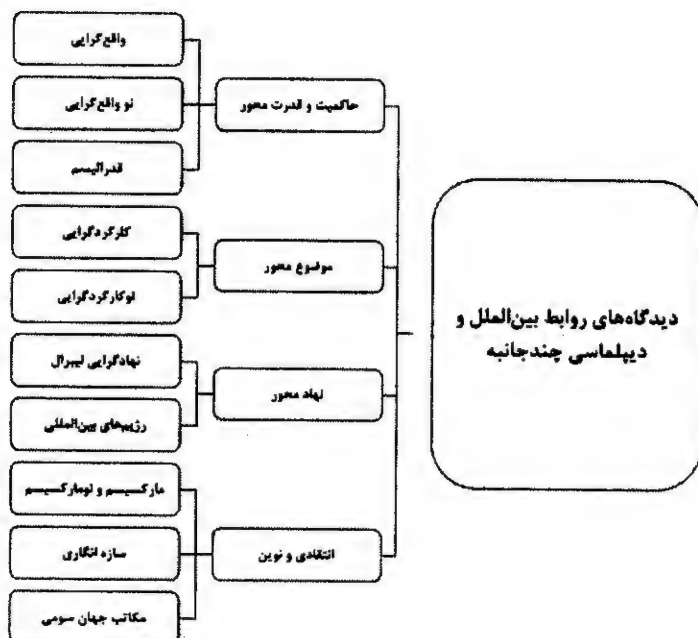 دیدگاه‌های روابط بین‌الملل و
دیپلماسی چندجانبه
حاکمیت و قدرت محور
واقع‌گرایی
نو واقع‌گرایی
فدرالیسم
موضوع محور
کارکردگرایی
نوکارکردگرایی
نهاد محور
نهادگرایی لیبرال
رژیم‌های بین‌المللی
انتقادی و نوین
مارکسیسم و نومارکسیسم
سازه انگاری
مکاتب جهان سومی